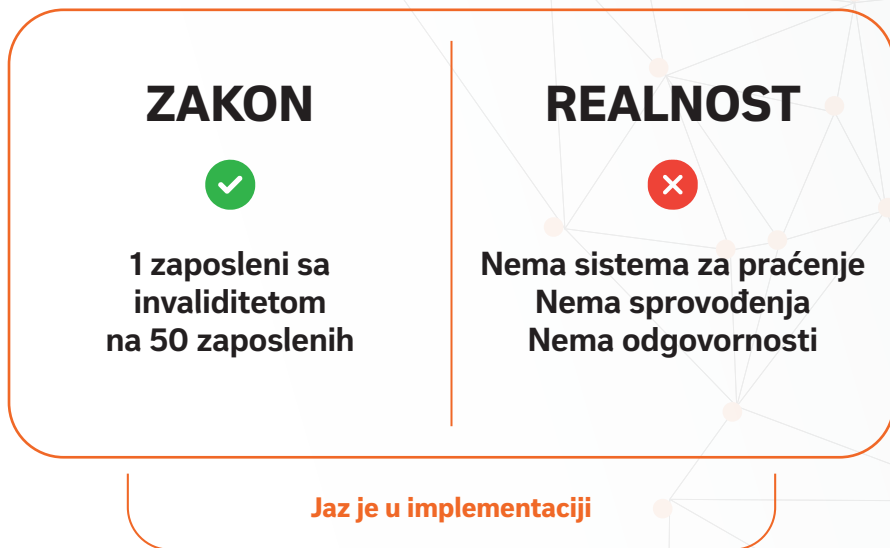 ZAKON
1 zaposleni sa
invaliditetom
na 50 zaposlenih
REALNOST
Nema sistema za praćenje
Nema sprovođenja
Nema odgovornosti
Jaz je u implementaciji